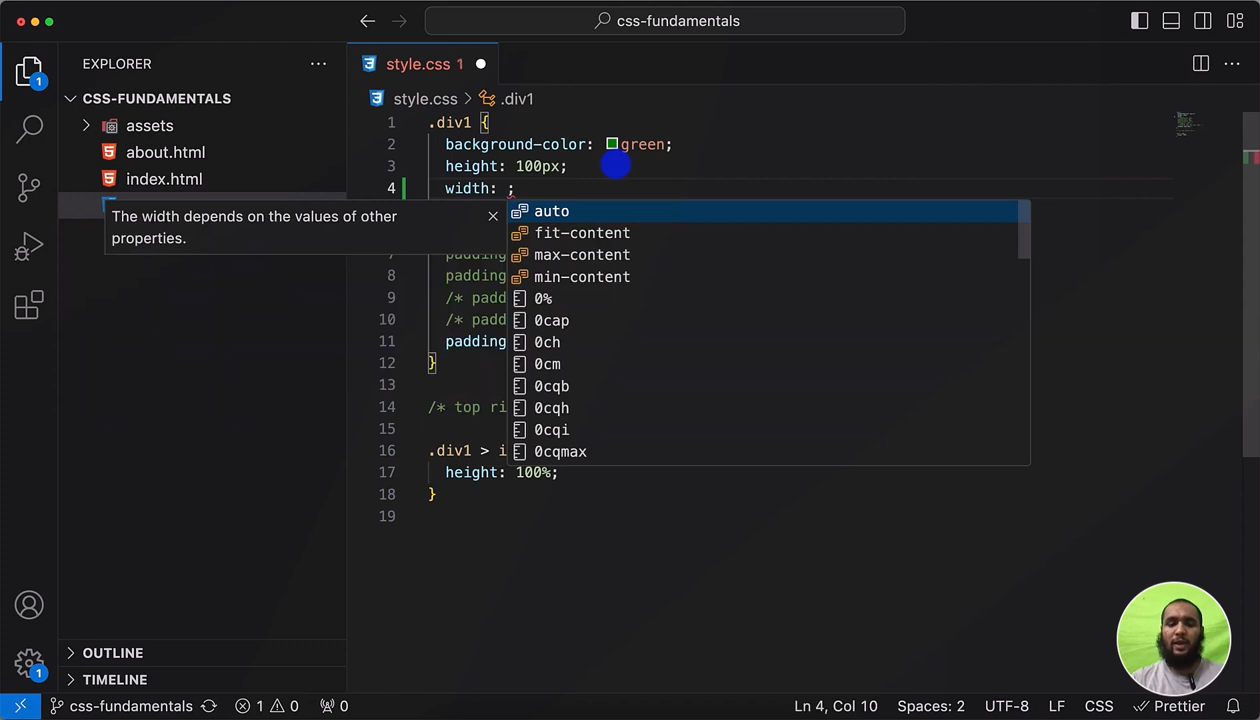 css-fundamentals
EXPLORER
CSS-FUNDAMENTALS
assets
about.html
index.html
style.css 1
style.css > .div1
1 .div1 {
2 background-color: green;
3 height: 100px;
4 width: ;
The width depends on the values of other
properties.
auto
fit-content
max-content
min-content
0%
0cap
0ch
0cm
0cqb
0cqh
0cqi
0cqmax
7 padding
8 padding
9 /* padd
10 /* padd
11 padding
12 }
13
14 /* top ri
15
16 .div1 > i
17 height: 100%;
18 }
19
OUTLINE
TIMELINE
1
1
css-fundamentals 1 0 0 Ln 4, Col 10 Spaces: 2 UTF-8 LF CSS Prettier